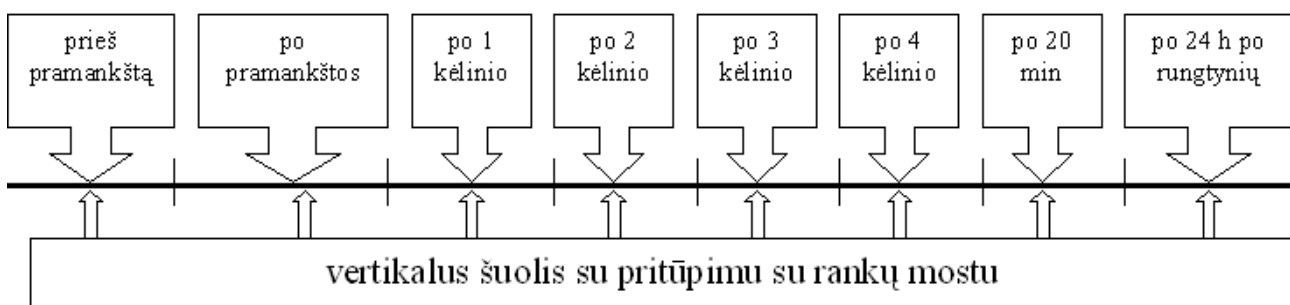 prieš
pramankštą
po
pramankštos
po 1
kėlinio
po 2
kėlinio
po 3
kėlinio
po 4
kėlinio
po 20
min
po 24 h po
rungtynių
vertikalus šuolis su pritūpimu su rankų mostu